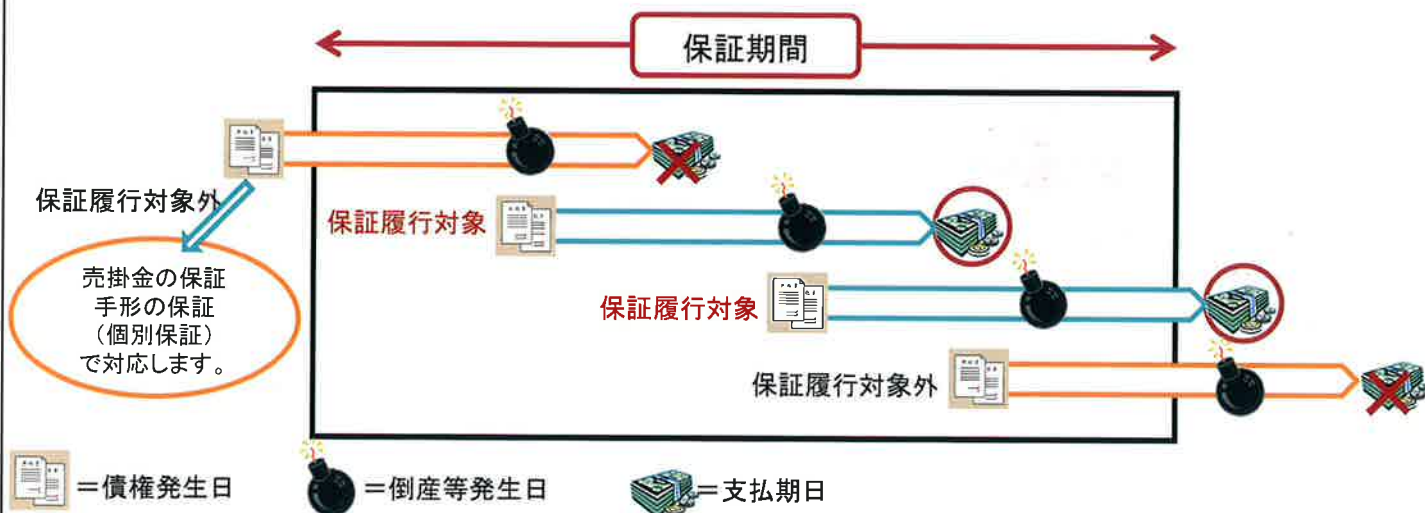 保証期間
保証履行対象外
売掛金の保証
手形の保証
（個別保証）
で対応します。
保証履行対象
保証履行対象
保証履行対象外
＝債権発生日
＝倒産等発生日
＝支払期日